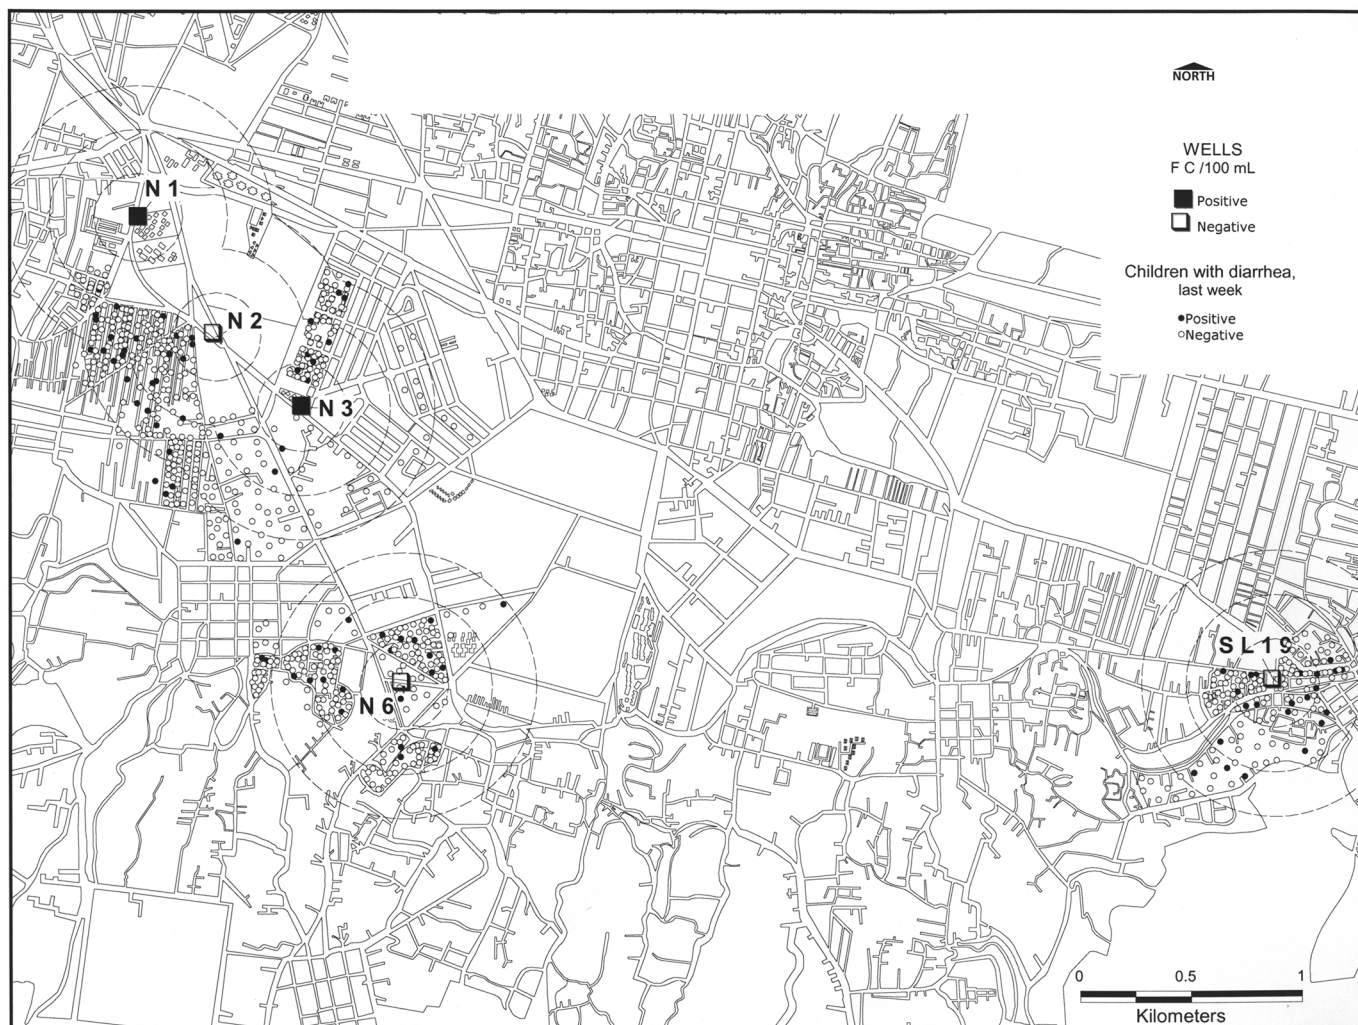 NORTH
WELLS
F C /100 mL
Positive
Negative
Children with diarrhea,
last week
Positive
Negative
N 1
N 2
N 3
N 6
S L 1 9
0 0.5 1
Kilometers